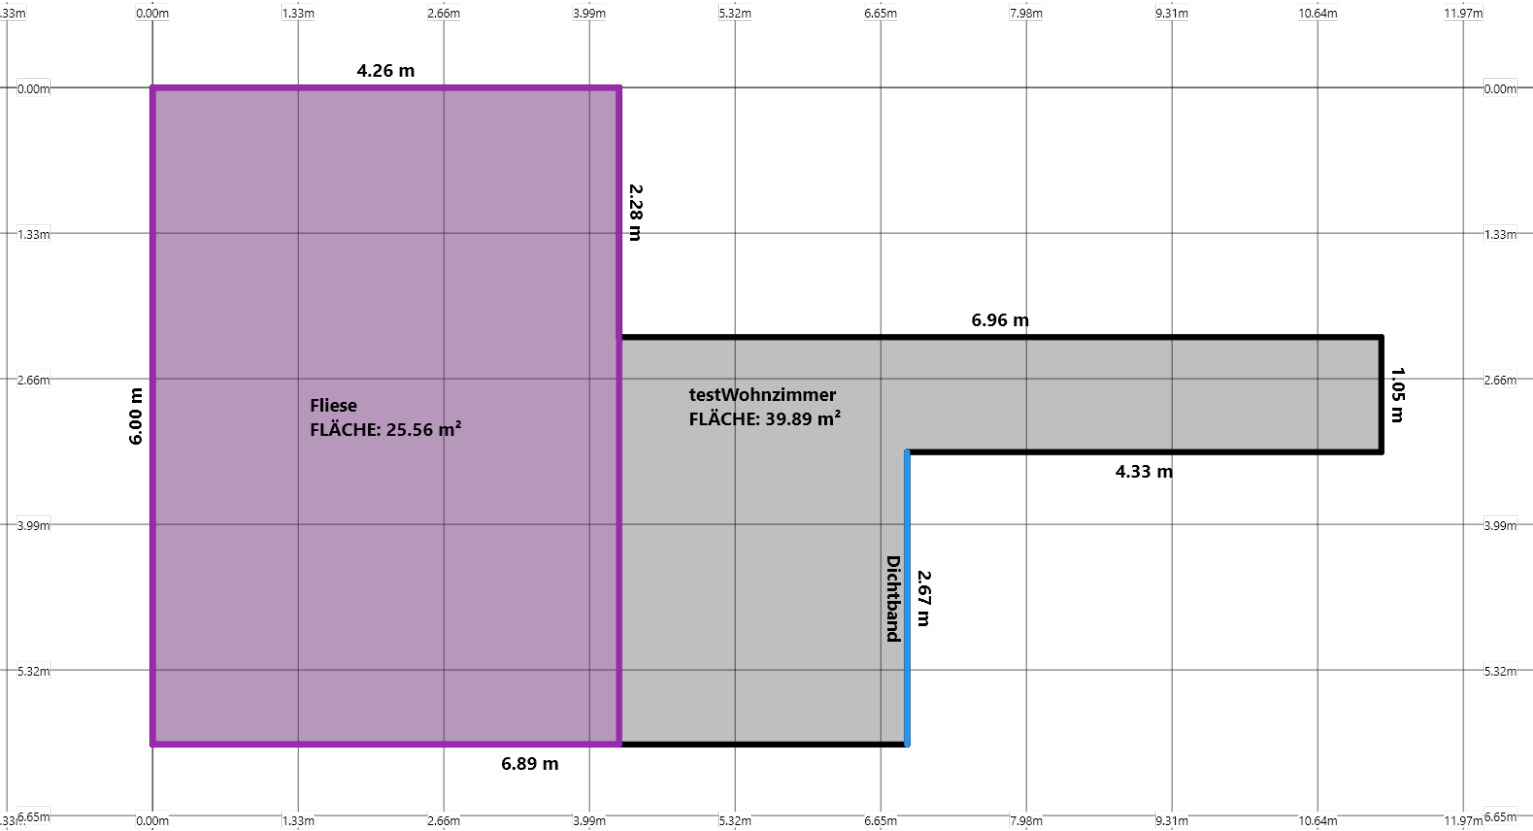 .33m 0.00m 1.33m 2.66m 3.99m 5.32m 6.65m 7.98m 9.31m 10.64m 11.97m
4.26 m
0.00m 0.00m
2.28 m
1.33m 1.33m
6.96 m
2.66m 2.66m
1.05 m
6.00 m
Fliese
FLÄCHE: 25.56 m²
testWohnzimmer
FLÄCHE: 39.89 m²
4.33 m
3.99m 3.99m
Dichtband
2.67 m
5.32m 5.32m
6.89 m
6.65m 6.65m
.33m 0.00m 1.33m 2.66m 3.99m 5.32m 6.65m 7.98m 9.31m 10.64m 11.97m